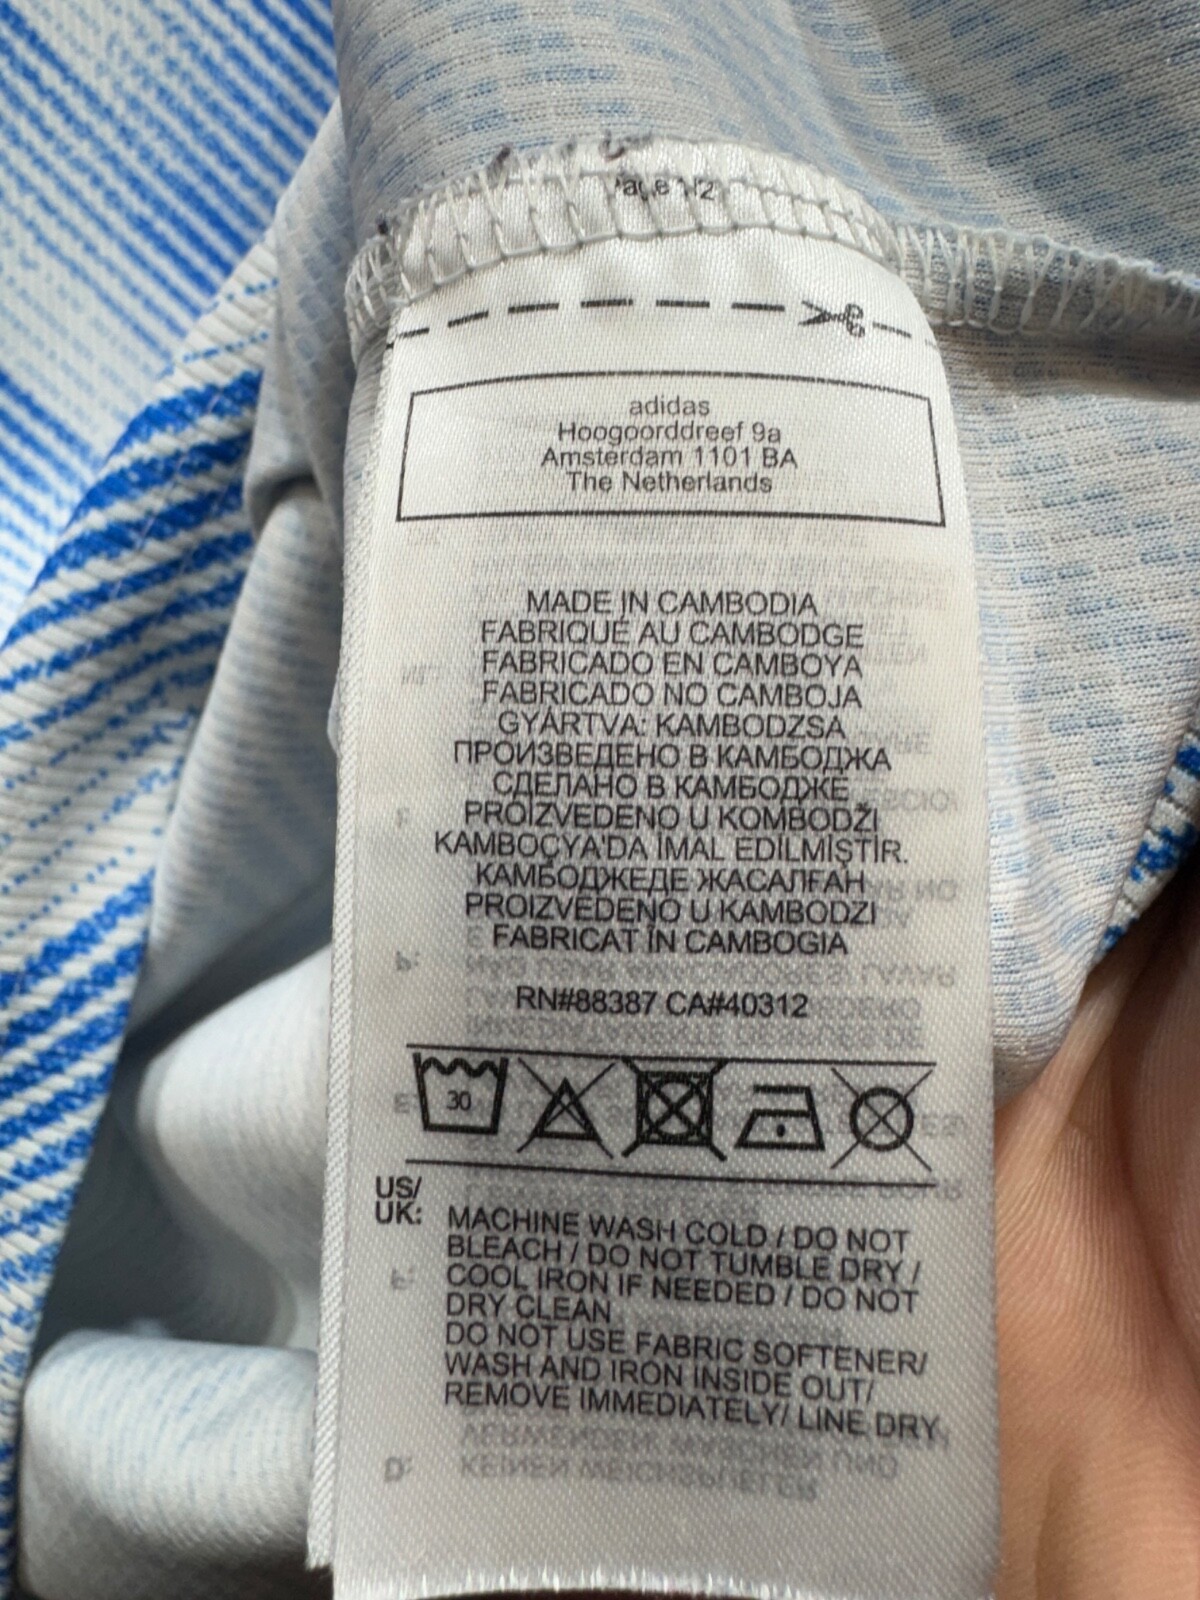 Page 1/2
adidas
Hoogoorddreef 9a
Amsterdam 1101 BA
The Netherlands
MADE IN CAMBODIA
FABRIQUÉ AU CAMBODGE
FABRICADO EN CAMBOYA
FABRICADO NO CAMBOJA
GYÁRTVA: KAMBODZSA
ПРОИЗВЕДЕНО В КАМБОДЖА
СДЕЛАНО В КАМБОДЖЕ
PROIZVEDENO U KOMBODŽI
KAMBOÇYA'DA İMAL EDİLMİŞTİR.
КАМБОДЖЕДЕ ЖАСАЛҒАН
PROIZVEDENO U KAMBODZI
FABRICAT ÎN CAMBOGIA
RN#88387 CA#40312
30
US/
UK:
MACHINE WASH COLD / DO NOT
BLEACH / DO NOT TUMBLE DRY /
COOL IRON IF NEEDED / DO NOT
DRY CLEAN
DO NOT USE FABRIC SOFTENER/
WASH AND IRON INSIDE OUT/
REMOVE IMMEDIATELY/ LINE DRY